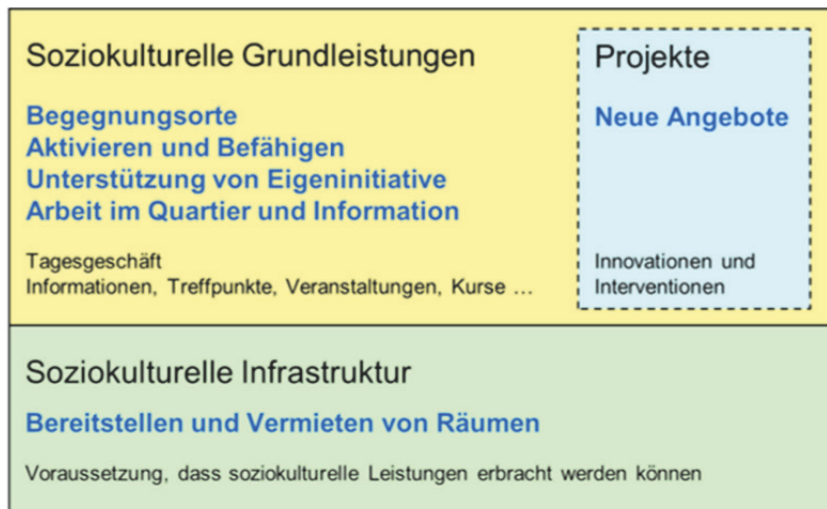 Soziokulturelle Grundleistungen
Begegnungsorte
Aktivieren und Befähigen
Unterstützung von Eigeninitiative
Arbeit im Quartier und Information
Tagesgeschäft
Informationen, Treffpunkte, Veranstaltungen, Kurse ...
Projekte
Neue Angebote
Innovationen und
Interventionen
Soziokulturelle Infrastruktur
Bereitstellen und Vermieten von Räumen
Voraussetzung, dass soziokulturelle Leistungen erbracht werden können